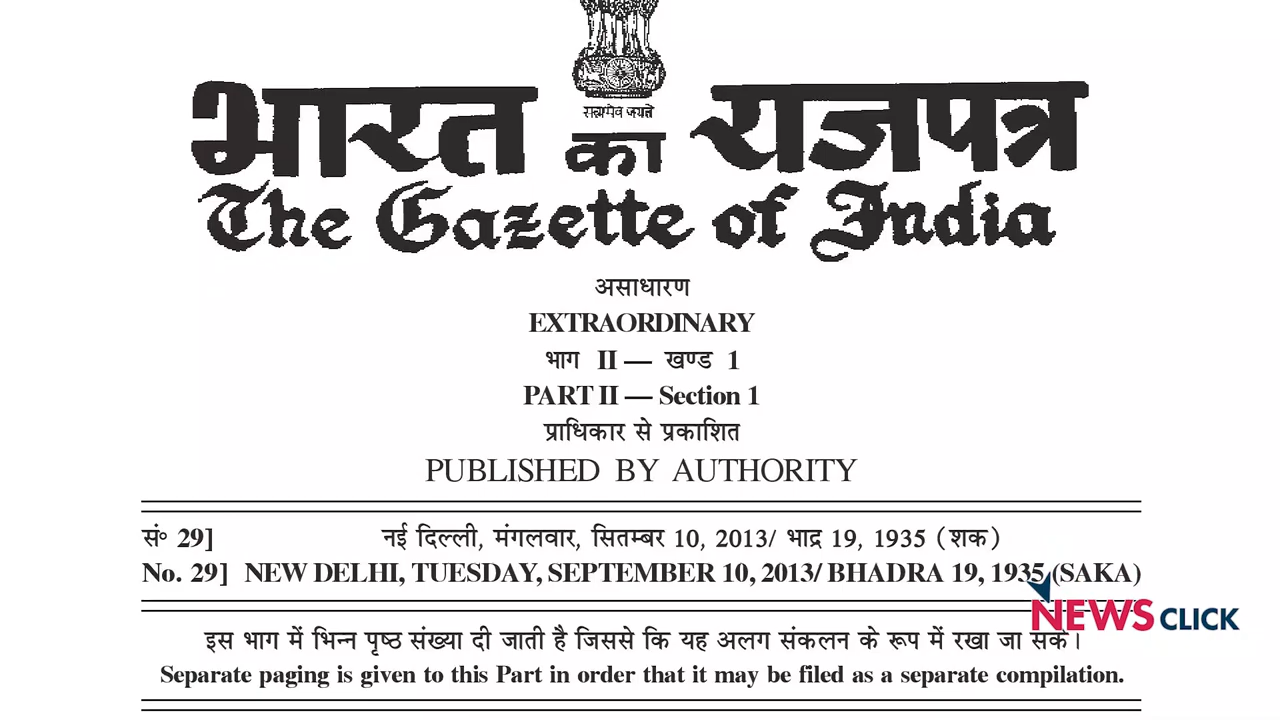 सत्यमेव जयते
भारत का राजपत्र
The Gazette of India
असाधारण
EXTRAORDINARY
भाग II — खण्ड 1
PART II — Section 1
प्राधिकार से प्रकाशित
PUBLISHED BY AUTHORITY
सं॰ 29] नई दिल्ली, मंगलवार, सितम्बर 10, 2013/ भाद्र 19, 1935 (शक)
No. 29] NEW DELHI, TUESDAY, SEPTEMBER 10, 2013/ BHADRA 19, 1935 (SAKA)
NEWSCLICK
इस भाग में भिन्न पृष्ठ संख्या दी जाती है जिससे कि यह अलग संकलन के रूप में रखा जा सके।
Separate paging is given to this Part in order that it may be filed as a separate compilation.